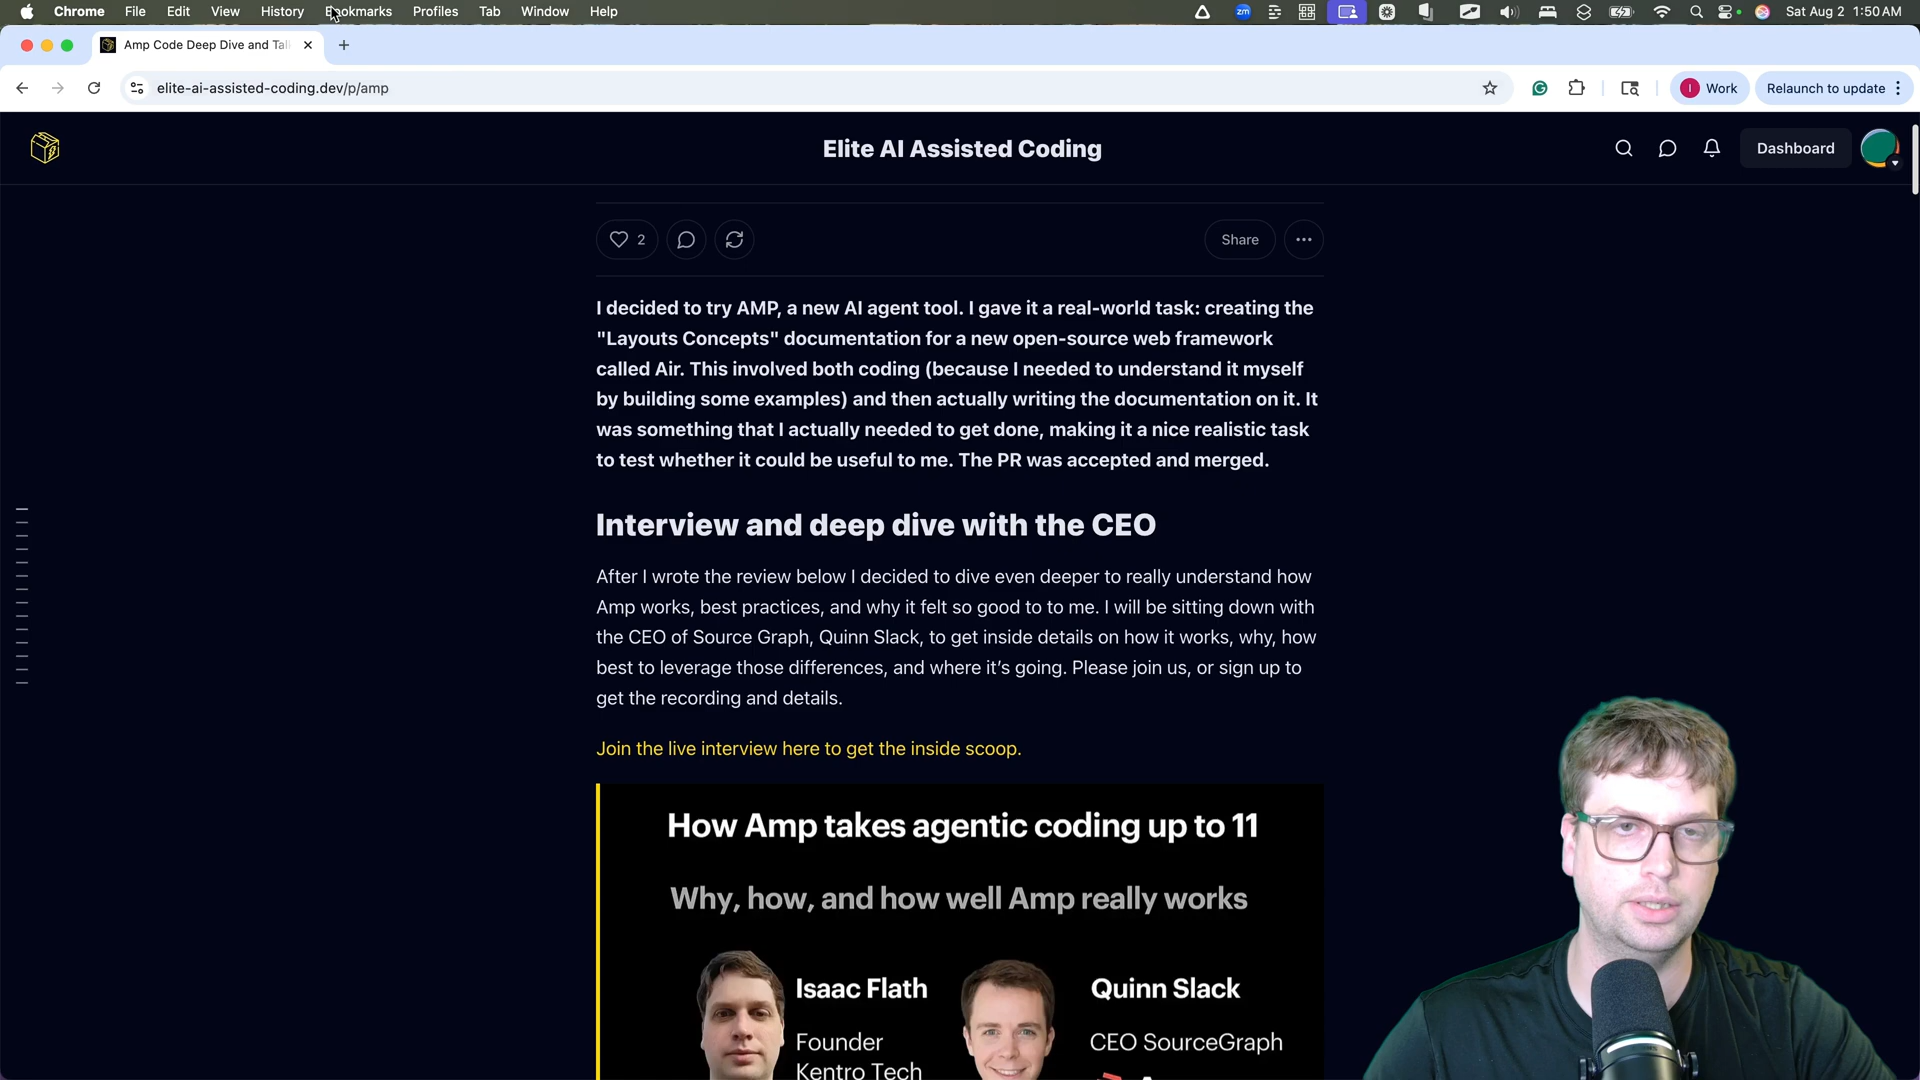 Chrome File Edit View History Bookmarks Profiles Tab Window Help
zm
Sat Aug 2 1:50 AM
Amp Code Deep Dive and Tal
elite-ai-assisted-coding.dev/p/amp
I Work
Relaunch to update
Elite AI Assisted Coding
Dashboard
2
Share
I decided to try AMP, a new AI agent tool. I gave it a real-world task: creating the
"Layouts Concepts" documentation for a new open-source web framework
called Air. This involved both coding (because I needed to understand it myself
by building some examples) and then actually writing the documentation on it. It
was something that I actually needed to get done, making it a nice realistic task
to test whether it could be useful to me. The PR was accepted and merged.
Interview and deep dive with the CEO
After I wrote the review below I decided to dive even deeper to really understand how
Amp works, best practices, and why it felt so good to to me. I will be sitting down with
the CEO of Source Graph, Quinn Slack, to get inside details on how it works, why, how
best to leverage those differences, and where it’s going. Please join us, or sign up to
get the recording and details.
Join the live interview here to get the inside scoop.
How Amp takes agentic coding up to 11
Why, how, and how well Amp really works
Isaac Flath
Founder
Kentro Tech
Quinn Slack
CEO SourceGraph